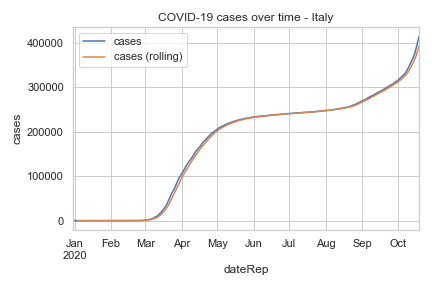 COVID-19 cases over time - Italy
cases
cases (rolling)
400000
300000
200000
100000
0
cases
Jan Feb Mar Apr May Jun Jul Aug Sep Oct
2020
dateRep